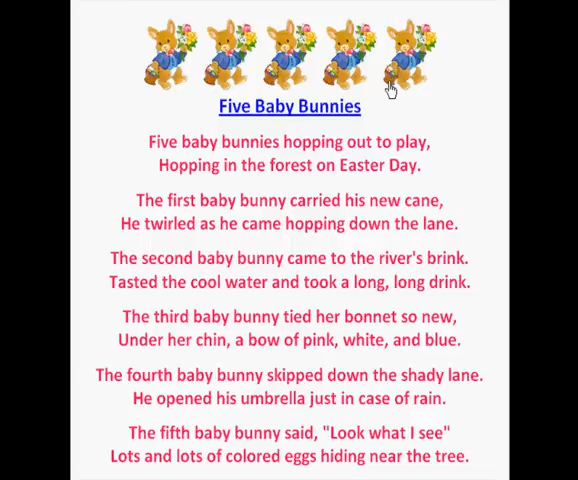 Five Baby Bunnies
Five baby bunnies hopping out to play,
Hopping in the forest on Easter Day.
The first baby bunny carried his new cane,
He twirled as he came hopping down the lane.
The second baby bunny came to the river's brink.
Tasted the cool water and took a long, long drink.
The third baby bunny tied her bonnet so new,
Under her chin, a bow of pink, white, and blue.
The fourth baby bunny skipped down the shady lane.
He opened his umbrella just in case of rain.
The fifth baby bunny said, "Look what I see"
Lots and lots of colored eggs hiding near the tree.